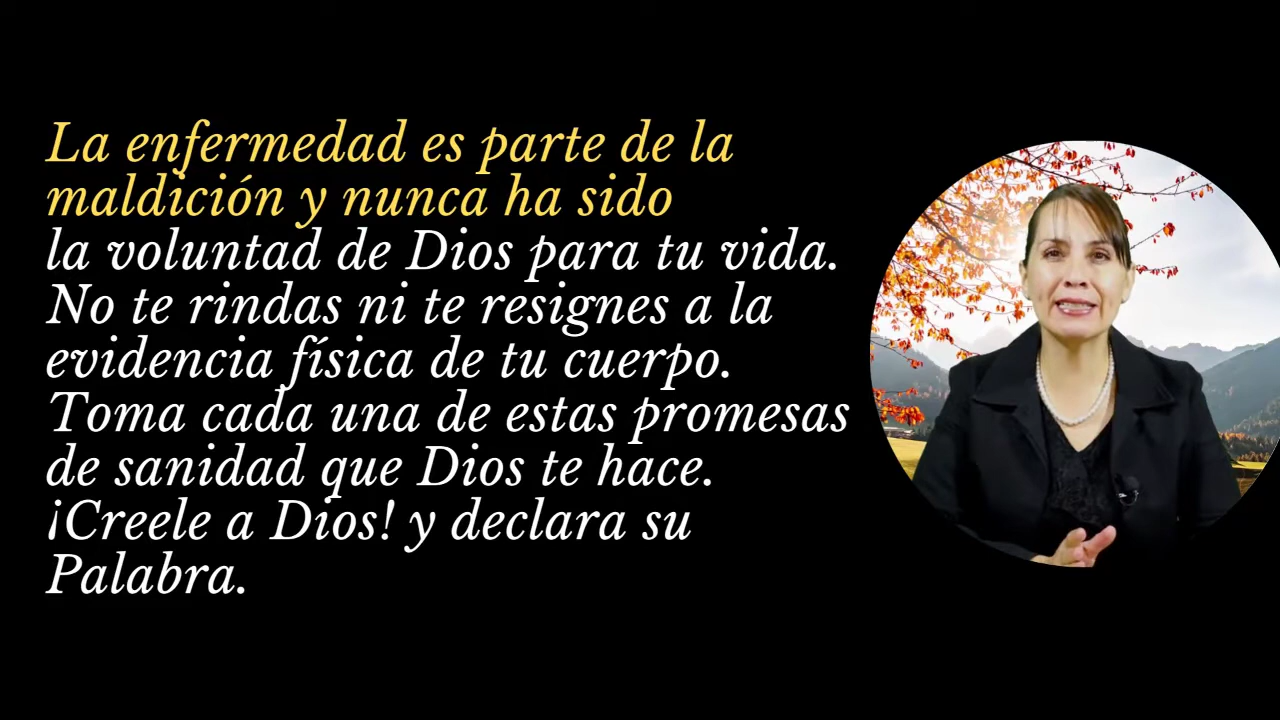 La enfermedad es parte de la
maldición y nunca ha sido
la voluntad de Dios para tu vida.
No te rindas ni te resignes a la
evidencia física de tu cuerpo.
Toma cada una de estas promesas
de sanidad que Dios te hace.
¡Creele a Dios! y declara su
Palabra.